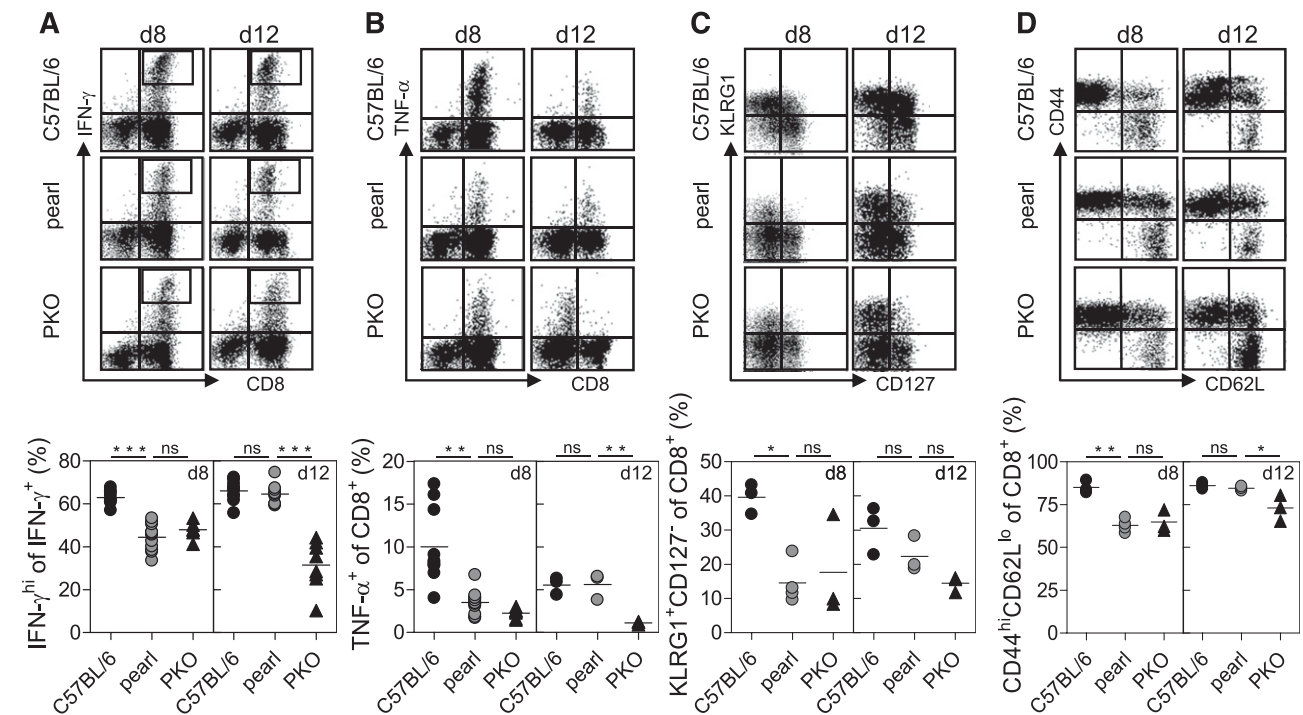 A
B
C
D
d8 d12
d8 d12
d8 d12
d8 d12
C57BL/6
pearl
PKO
IFN-γ
CD8
C57BL/6
pearl
PKO
TNF-α
CD8
C57BL/6
pearl
PKO
KLRG1
CD127
C57BL/6
pearl
PKO
CD44
CD62L
IFN-γhi of IFN-γ+ (%)
* * * ns ns * * *
d8 d12
80
60
40
20
0
C57BL/6 pearl PKO C57BL/6 pearl PKO
TNF-α+ of CD8+ (%)
* * ns ns * *
d8 d12
20
15
10
5
0
C57BL/6 pearl PKO C57BL/6 pearl PKO
KLRG1+CD127- of CD8+ (%)
* ns ns ns
d8 d12
50
40
30
20
10
0
C57BL/6 pearl PKO C57BL/6 pearl PKO
CD44hiCD62Llo of CD8+ (%)
* * ns ns *
d8 d12
100
75
50
25
0
C57BL/6 pearl PKO C57BL/6 pearl PKO